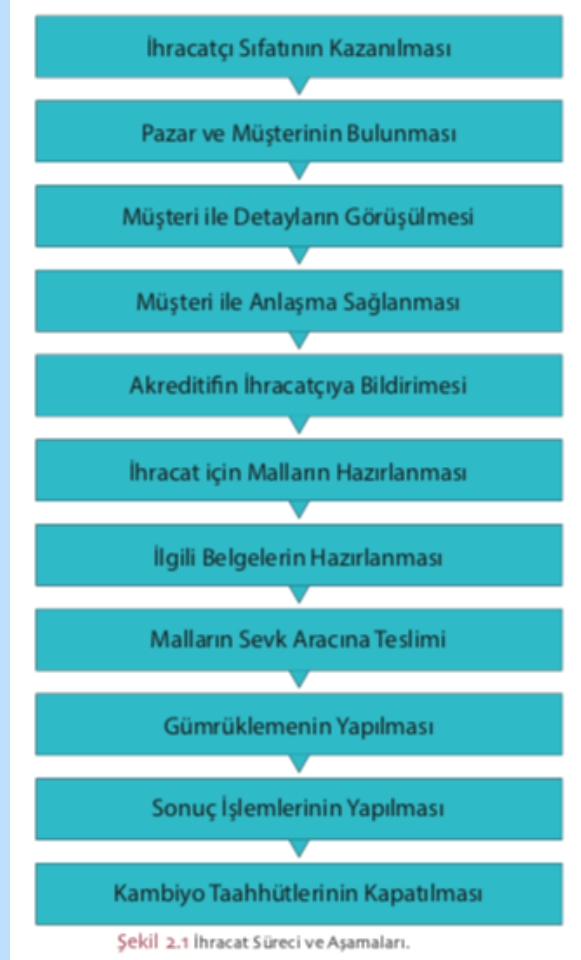 İhracatçı Sıfatının Kazanılması
Pazar ve Müşterinin Bulunması
Müşteri ile Detayların Görüşülmesi
Müşteri ile Anlaşma Sağlanması
Akreditifin İhracatçıya Bildirimesi
İhracat için Malların Hazırlanması
İlgili Belgelerin Hazırlanması
Malların Sevk Aracına Teslimi
Gümrüklemenin Yapılması
Sonuç İşlemlerinin Yapılması
Kambiyo Taahhütlerinin Kapatılması
Şekil 2.1 İhracat Süreci ve Aşamaları.